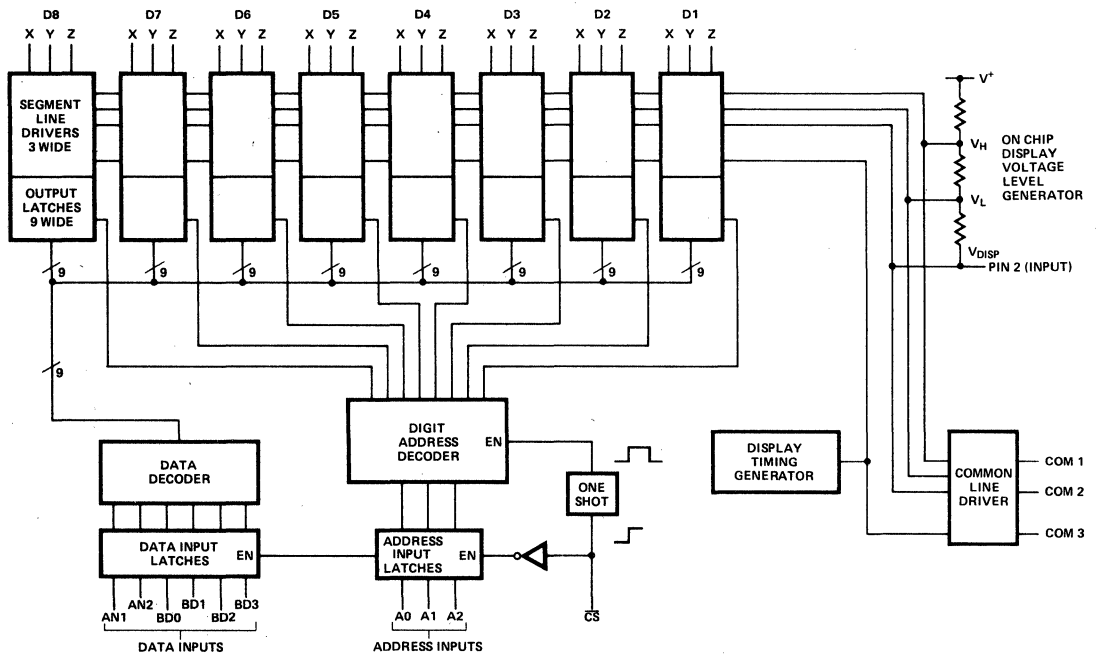 D8 D7 D6 D5 D4 D3 D2 D1
X Y Z X Y Z X Y Z X Y Z X Y Z X Y Z X Y Z X Y Z
SEGMENT
LINE
DRIVERS
3 WIDE
OUTPUT
LATCHES
9 WIDE
V+
VH
ON CHIP
DISPLAY
VOLTAGE
LEVEL
GENERATOR
VL
VDISP
PIN 2 (INPUT)
9 9 9 9 9 9 9 9
9
DIGIT
ADDRESS
DECODER
EN
DATA
DECODER
ONE
SHOT
DISPLAY
TIMING
GENERATOR
COMMON
LINE
DRIVER
COM 1
COM 2
COM 3
DATA INPUT
LATCHES
EN
ADDRESS
INPUT
LATCHES
EN
AN1 AN2 BD0 BD1 BD2 BD3
A0 A1 A2
CS
DATA INPUTS
ADDRESS INPUTS